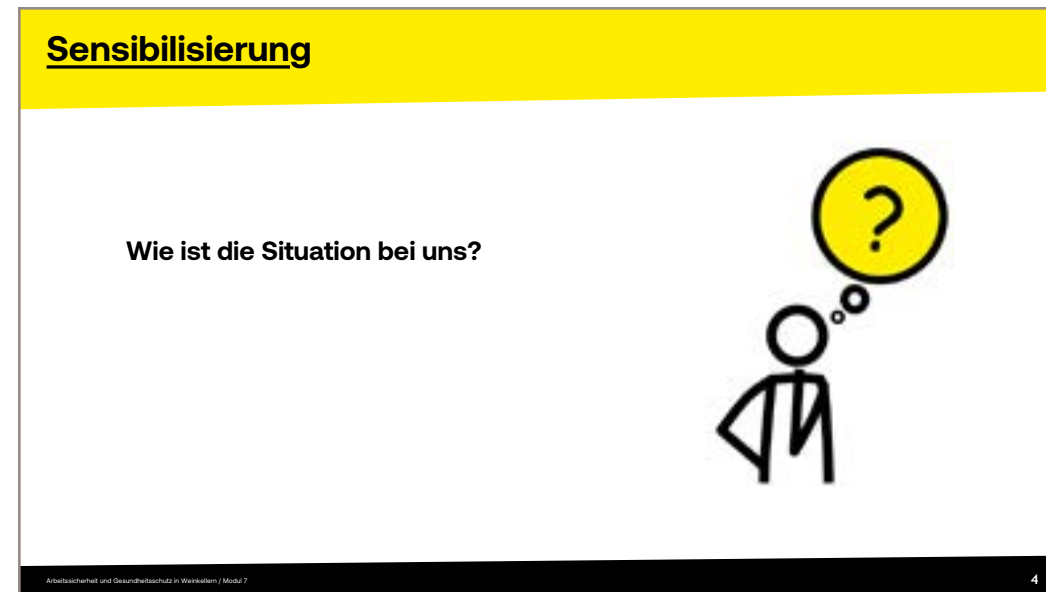 Sensibilisierung
Wie ist die Situation bei uns?
?
Arbeitssicherheit und Gesundheitsschutz in Weinkellern / Modul 7
4